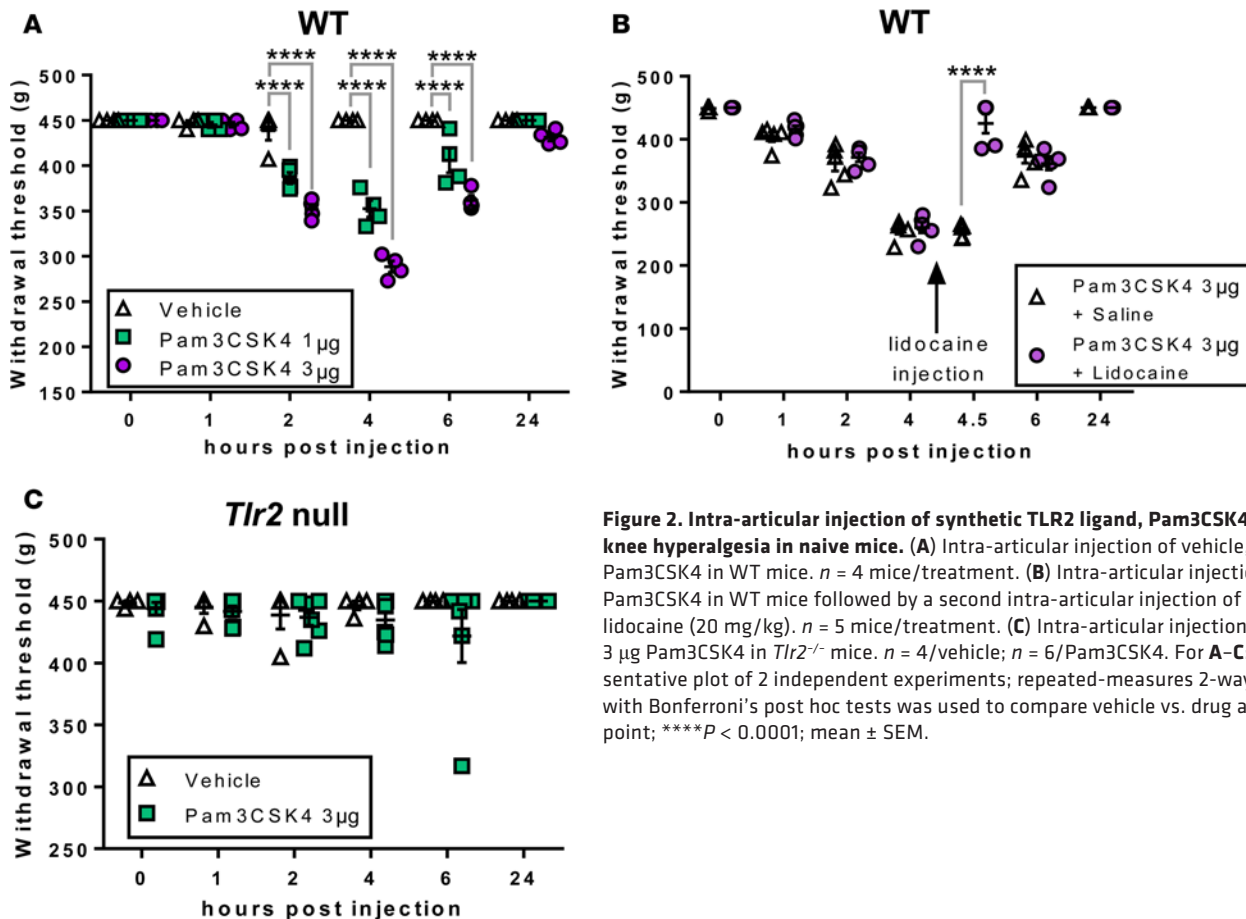 A
WT
Withdrawal threshold (g)
500
450
400
350
300
250
200
150
****
****
****
****
****
****
Vehicle
Pam3CSK4 1µg
Pam3CSK4 3µg
0 1 2 4 6 24
hours post injection
B
WT
Withdrawal threshold (g)
500
400
300
200
100
0
****
lidocaine
injection
Pam3CSK4 3µg
+ Saline
Pam3CSK4 3µg
+ Lidocaine
0 1 2 4 4.5 6 24
hours post injection
C
Tlr2 null
Withdrawal threshold (g)
500
450
400
350
300
250
Vehicle
Pam3CSK4 3µg
0 1 2 4 6 24
hours post injection
Figure 2. Intra-articular injection of synthetic TLR2 ligand, Pam3CSK4
knee hyperalgesia in naive mice. (A) Intra-articular injection of vehicle
Pam3CSK4 in WT mice. n = 4 mice/treatment. (B) Intra-articular injectio
Pam3CSK4 in WT mice followed by a second intra-articular injection of
lidocaine (20 mg/kg). n = 5 mice/treatment. (C) Intra-articular injection
3 μg Pam3CSK4 in Tlr2-/- mice. n = 4/vehicle; n = 6/Pam3CSK4. For A–C
sentative plot of 2 independent experiments; repeated-measures 2-way
with Bonferroni's post hoc tests was used to compare vehicle vs. drug a
point; ****P < 0.0001; mean ± SEM.